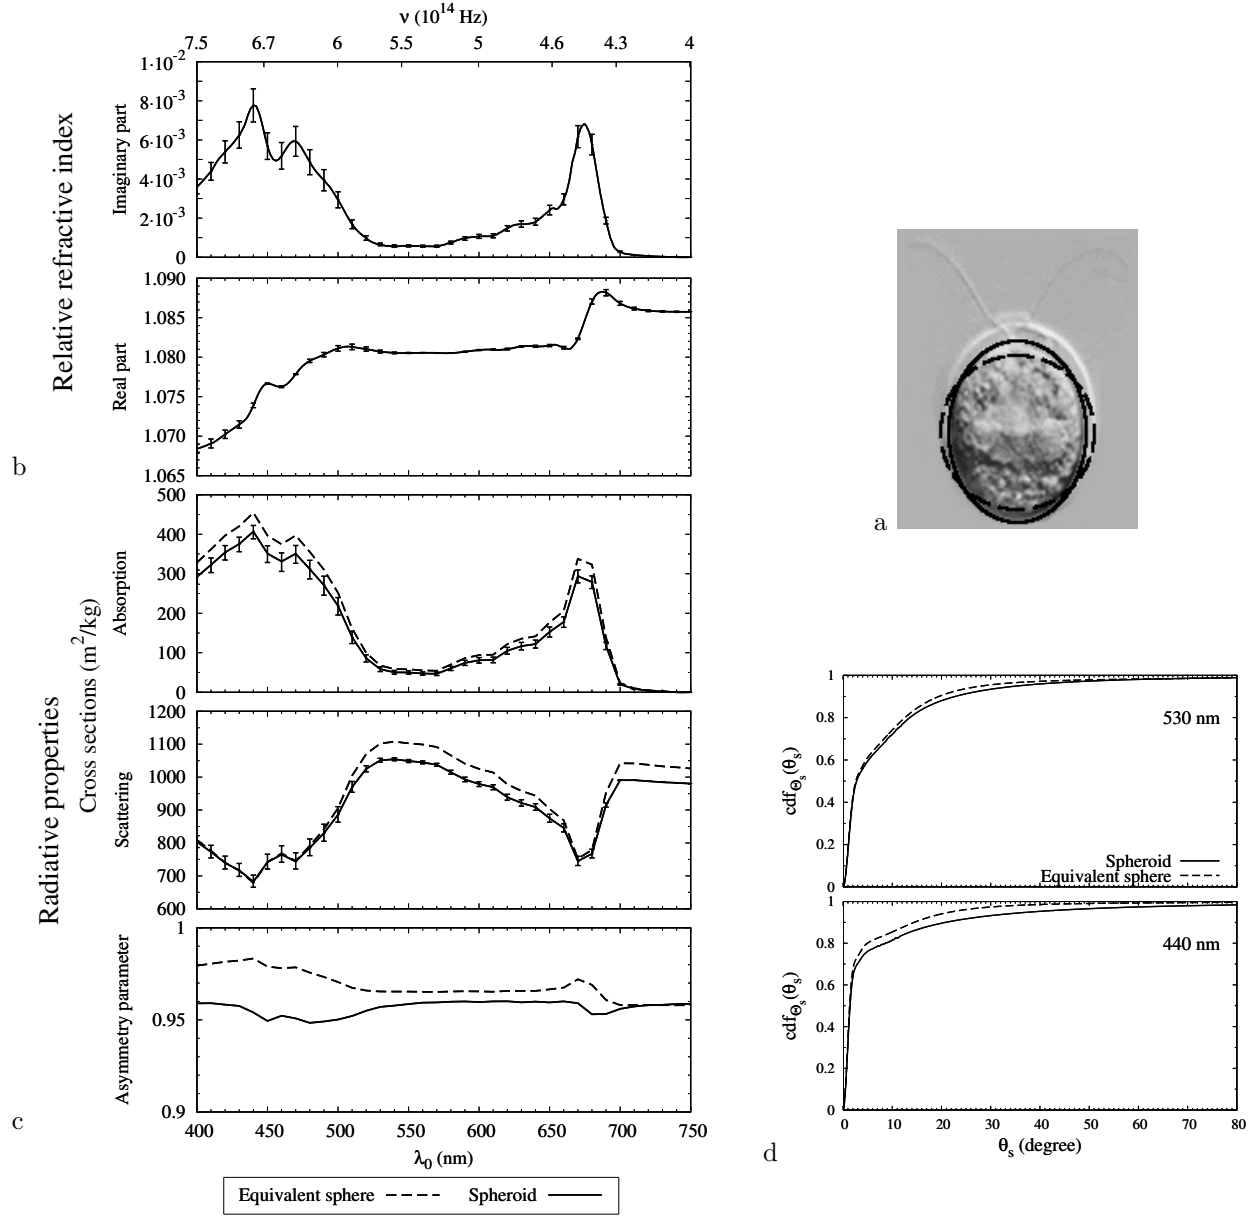 ν (10^14 Hz)
7.5 6.7 6 5.5 5 4.6 4.3 4
Relative refractive index
Imaginary part
1·10^-2
8·10^-3
6·10^-3
4·10^-3
2·10^-3
0
Real part
1.090
1.085
1.080
1.075
1.070
1.065
b
a
Radiative properties
Cross sections (m^2/kg)
Absorption
500
400
300
200
100
0
Scattering
1200
1100
1000
900
800
700
600
Asymmetry parameter
1
0.95
0.9
400 450 500 550 600 650 700 750
λ_0 (nm)
c
Equivalent sphere
Spheroid
cdf_Θ_s(θ_s)
1
0.8
0.6
0.4
0.2
0
530 nm
Spheroid
Equivalent sphere
cdf_Θ_s(θ_s)
1
0.8
0.6
0.4
0.2
0
440 nm
0 10 20 30 40 50 60 70 80
θ_s (degree)
d